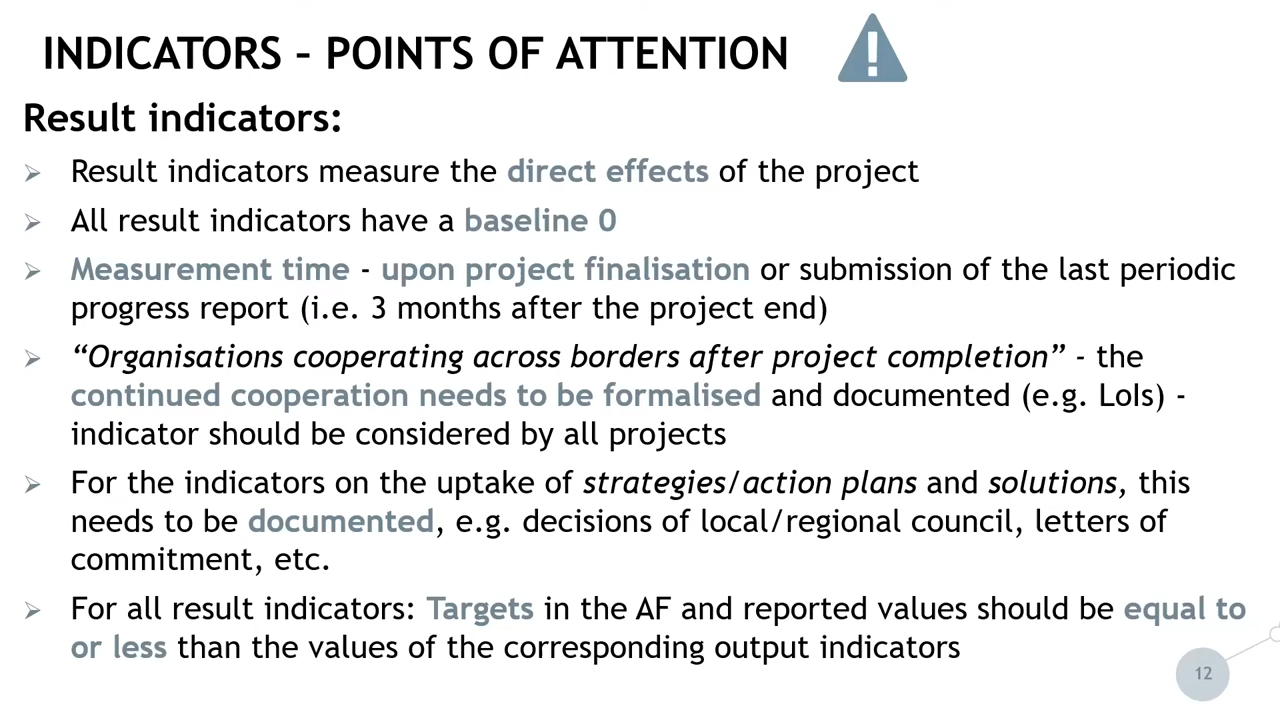 INDICATORS – POINTS OF ATTENTION
Result indicators:
Result indicators measure the direct effects of the project
All result indicators have a baseline 0
Measurement time - upon project finalisation or submission of the last periodic
progress report (i.e. 3 months after the project end)
“Organisations cooperating across borders after project completion” - the
continued cooperation needs to be formalised and documented (e.g. LoIs) -
indicator should be considered by all projects
For the indicators on the uptake of strategies/action plans and solutions, this
needs to be documented, e.g. decisions of local/regional council, letters of
commitment, etc.
For all result indicators: Targets in the AF and reported values should be equal to
or less than the values of the corresponding output indicators
12